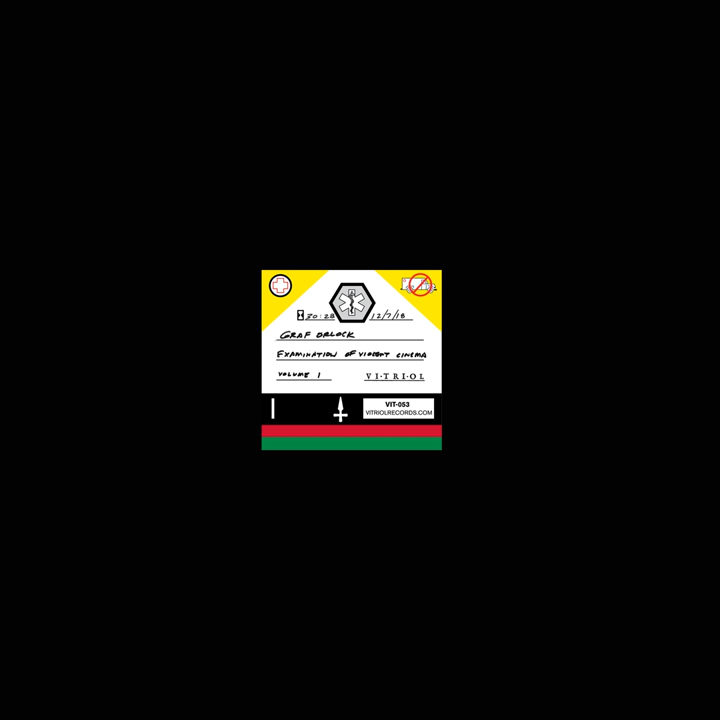 20:28 12/7/18
GRAF ORLOCK
EXAMINATION OF VIOLENT CINEMA
VOLUME 1 VI·TRI·OL
VIT-053
VITRIOLRECORDS.COM